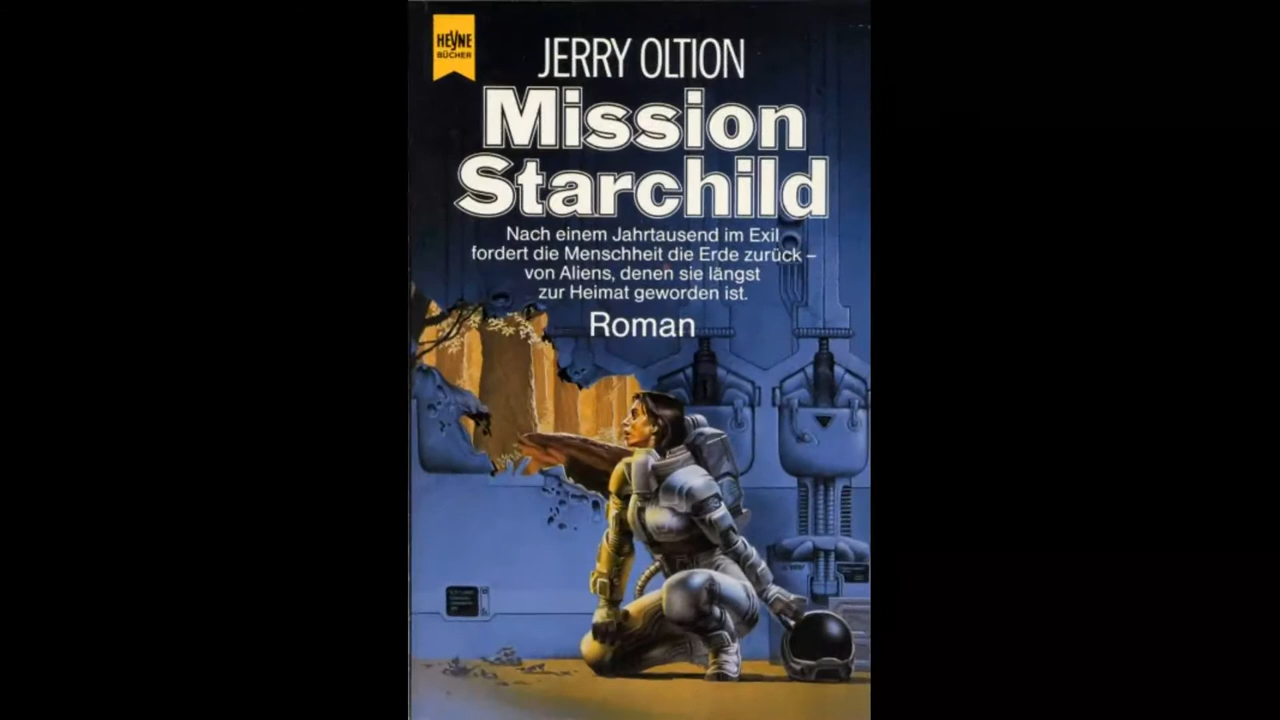 HEYNE
BÜCHER
JERRY OLTION
Mission
Starchild
Nach einem Jahrtausend im Exil
fordert die Menschheit die Erde zurück –
von Aliens, denen sie längst
zur Heimat geworden ist.
Roman